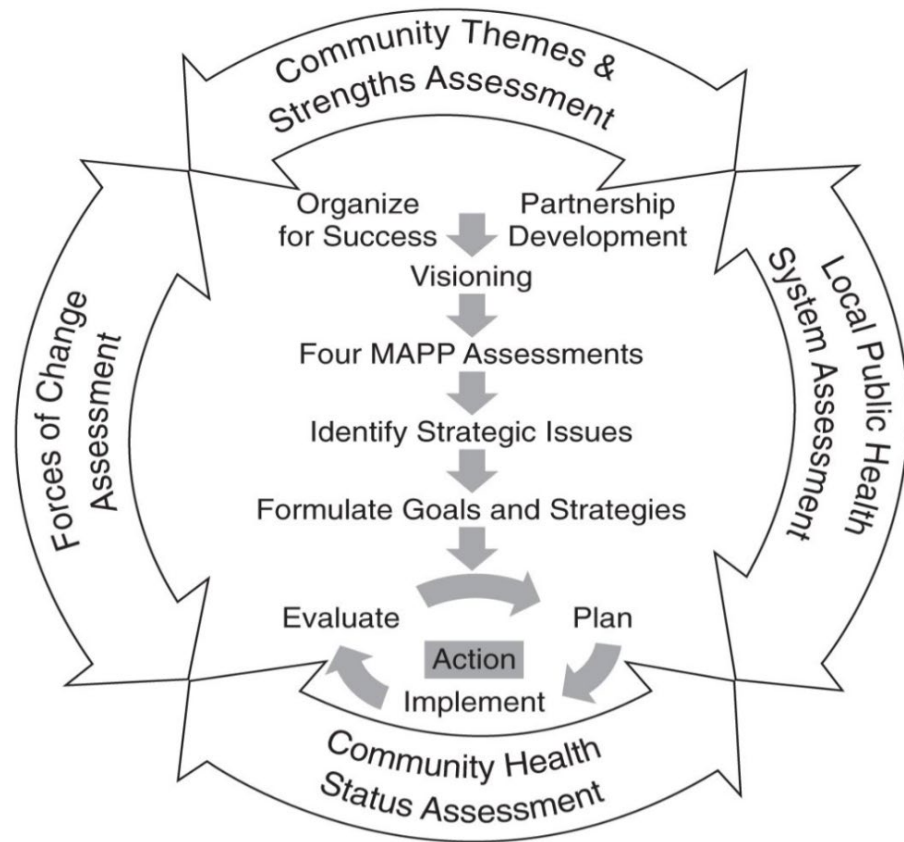 Community Themes &
Strengths Assessment
Organize
for Success
Partnership
Development
Visioning
Four MAPP Assessments
Identify Strategic Issues
Formulate Goals and Strategies
Evaluate
Plan
Action
Implement
Forces of Change
Assessment
Local Public Health
System Assessment
Community Health
Status Assessment